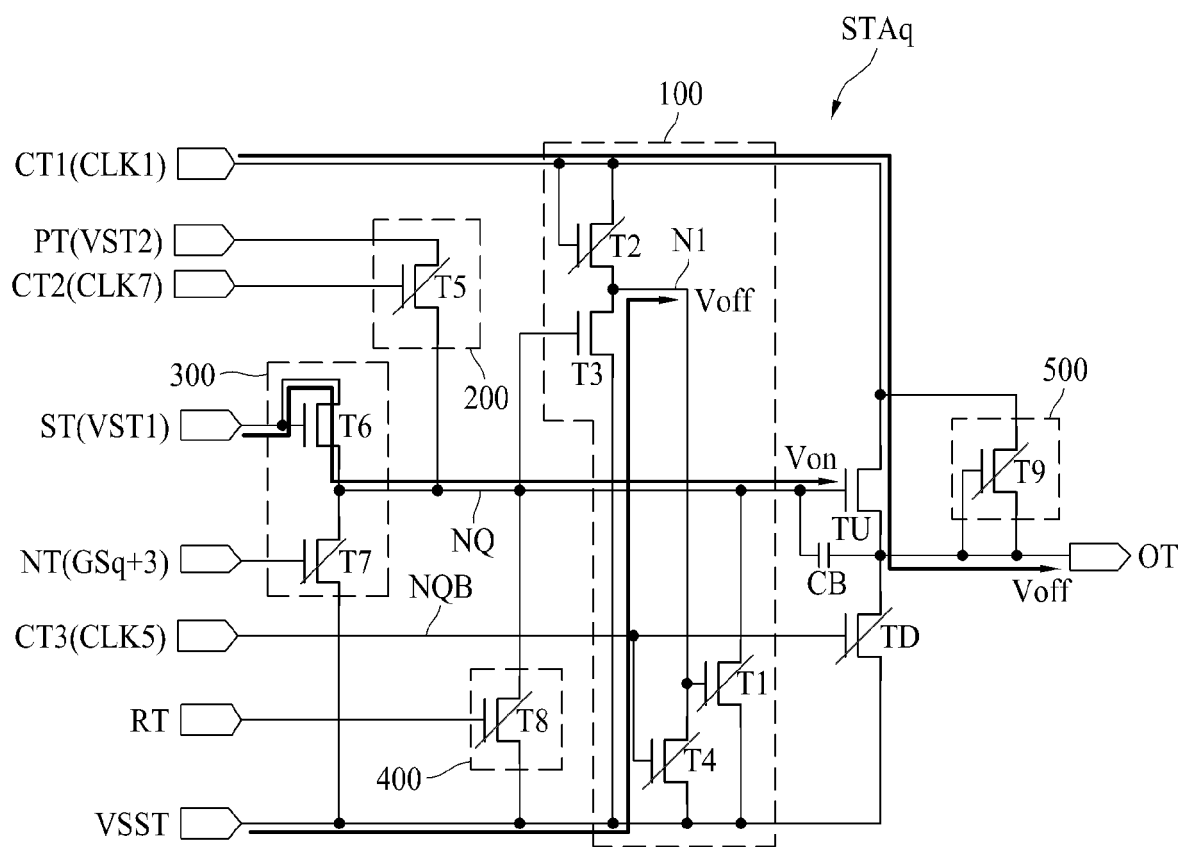 STAq
100
CT1(CLK1)
PT(VST2)
T2
N1
CT2(CLK7)
T5
Voff
T3
300
200
500
ST(VST1)
T6
Von
T9
NQ
TU
NT(GSq+3)
T7
CB
OT
Voff
NQB
CT3(CLK5)
TD
T1
RT
T8
T4
400
VSST